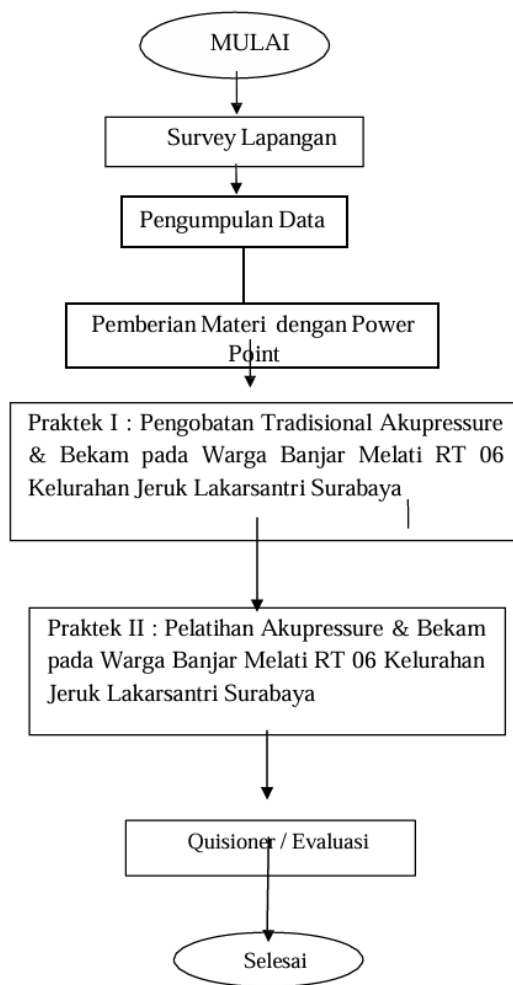 MULAI
Survey Lapangan
Pengumpulan Data
Pemberian Materi dengan Power
Point
Praktek I : Pengobatan Tradisional Akupressure
& Bekam pada Warga Banjar Melati RT 06
Kelurahan Jeruk Lakarsantri Surabaya
Praktek II : Pelatihan Akupressure & Bekam
pada Warga Banjar Melati RT 06 Kelurahan
Jeruk Lakarsantri Surabaya
Quisioner / Evaluasi
Selesai